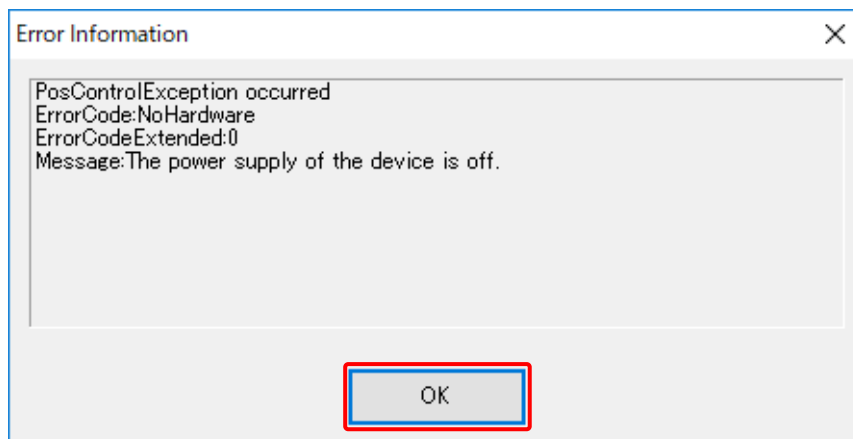 Error Information
PosControlException occurred
ErrorCode:NoHardware
ErrorCodeExtended:0
Message:The power supply of the device is off.
OK